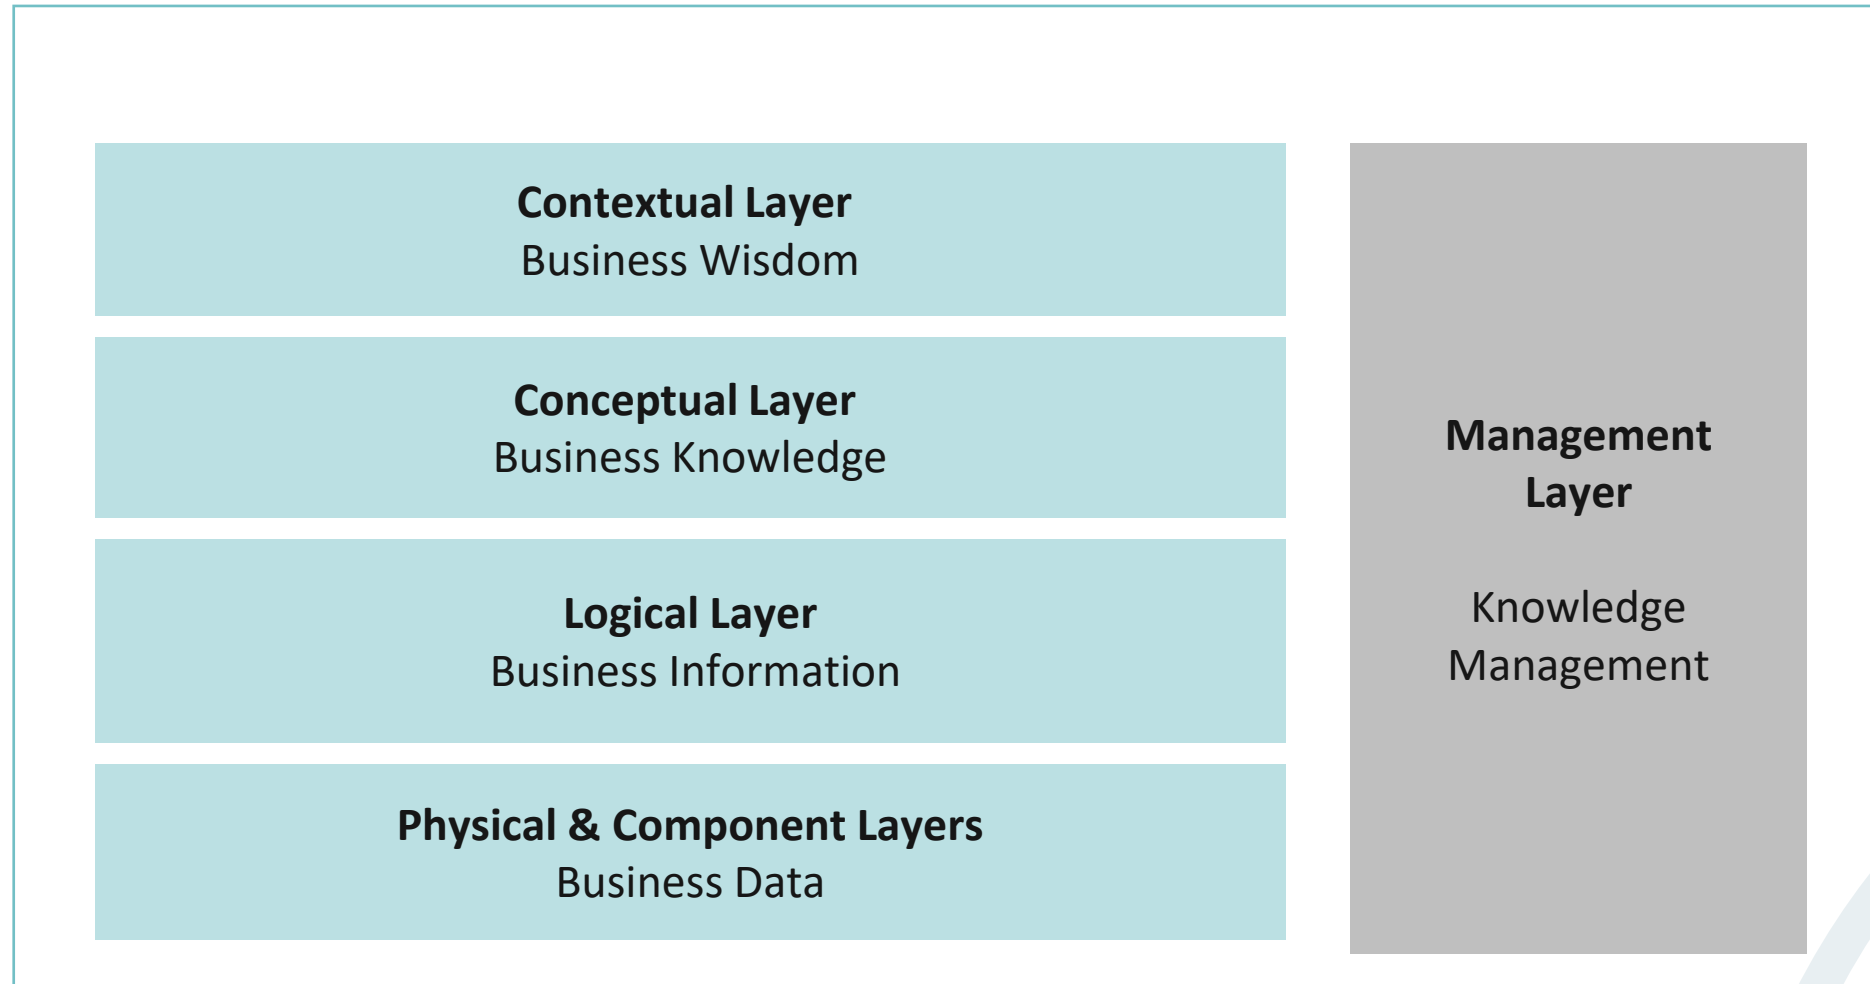 Contextual Layer
Business Wisdom
Conceptual Layer
Business Knowledge
Logical Layer
Business Information
Physical & Component Layers
Business Data
Management
Layer
Knowledge
Management